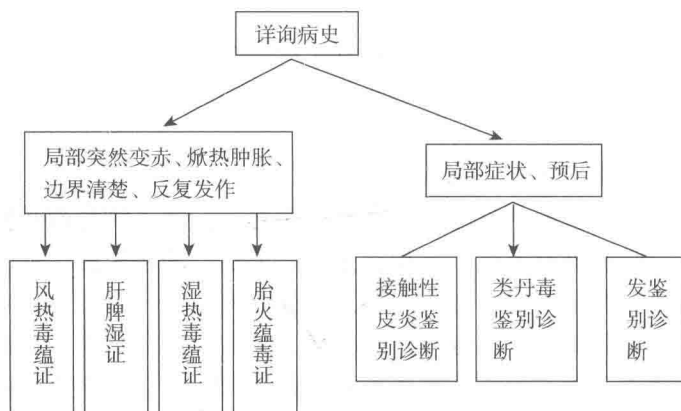 详询病史
局部突然变赤、焮热肿胀、
边界清楚、反复发作
局部症状、预后
风热毒蕴证
肝脾湿证
湿热毒蕴证
胎火蕴毒证
接触性
皮炎鉴
别诊断
类丹毒
鉴别诊
断
发鉴
别诊
断